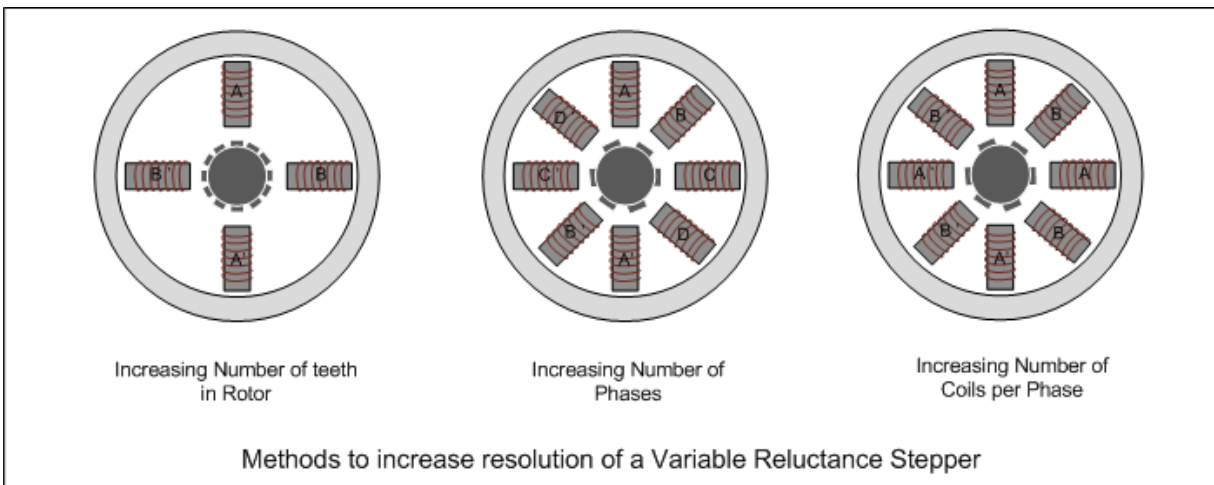 A
B '
B
A'
Increasing Number of teeth
in Rotor
A
D '
B
C '
C
B '
D
A'
Increasing Number of
Phases
A
B '
B
A '
A
B '
B
A'
Increasing Number of
Coils per Phase
Methods to increase resolution of a Variable Reluctance Stepper